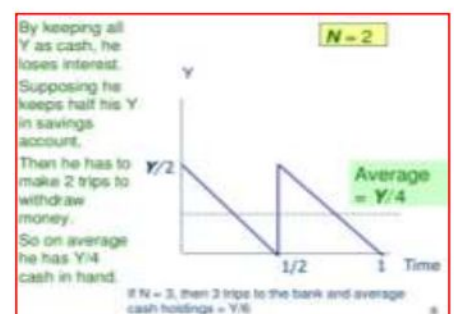 By keeping all
Y as cash, he
loses interest.
Supposing he
keeps half his Y
in savings
account,
Then he has to
make 2 trips to
withdraw
money.
So on average
he has Y/4
cash in hand.
N = 2
Y
Y/2
Average
= Y/4
1/2 1 Time
If N = 3, then 3 trips to the bank and average
cash holdings = Y/6